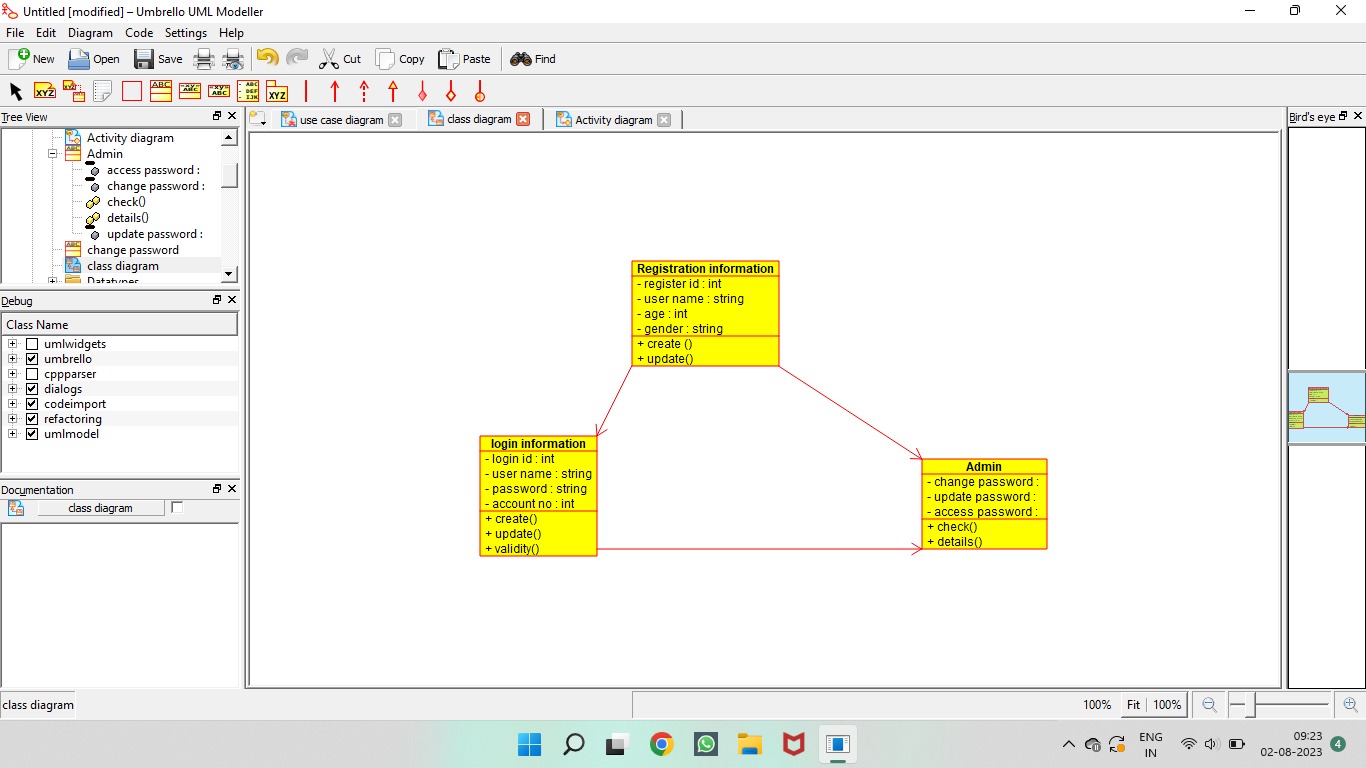 Untitled [modified] – Umbrello UML Modeller
File Edit Diagram Code Settings Help
New Open Save Cut Copy Paste Find
XYZ XYZ ABC «xy» ABC «xy» ABC ABC DEF IJK XYZ
Tree View
use case diagram class diagram Activity diagram
Bird's eye
Activity diagram
Admin
access password :
change password :
check()
details()
update password :
change password
class diagram
Datatypes
Debug
Class Name
umlwidgets
umbrello
cppparser
dialogs
codeimport
refactoring
umlmodel
Documentation
class diagram
Registration information
- register id : int
- user name : string
- age : int
- gender : string
+ create ()
+ update()
login information
- login id : int
- user name : string
- password : string
- account no : int
+ create()
+ update()
+ validity()
Admin
- change password :
- update password :
- access password :
+ check()
+ details()
class diagram
100% Fit 100%
ENG
IN
09:23
02-08-2023
4